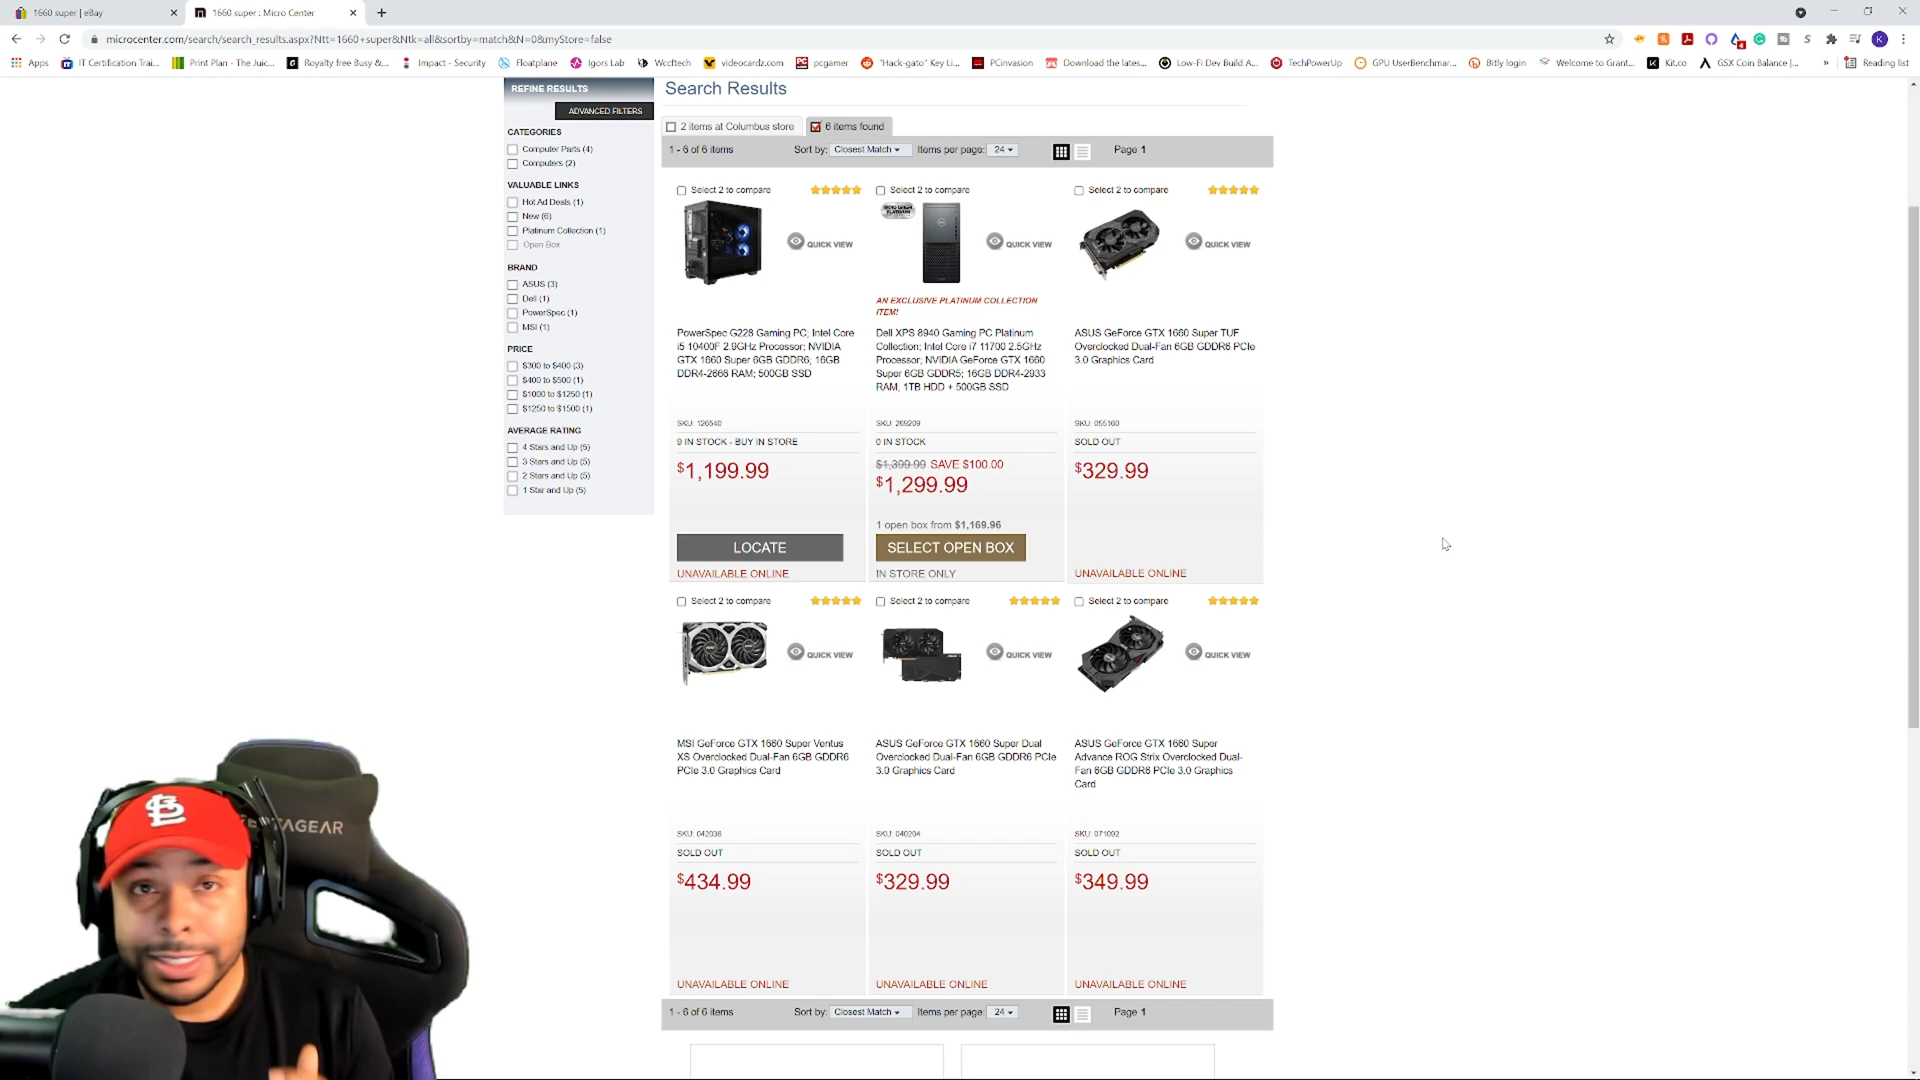 1660 super | eBay
1660 super : Micro Center
microcenter.com/search/search_results.aspx?Ntt=1660+super&Ntk=all&sortby=match&N=0&myStore=false
Apps
IT Certification Trai...
Print Plan - The Juic...
Royalty free Busy &...
Impact - Security
Floatplane
Igors Lab
Wccftech
videocardz.com
pcgamer
"Hack-gato" Key Li...
PCinvasion
Download the lates...
Low-Fi Dev Build A...
TechPowerUp
GPU UserBenchmar...
Bitly login
Welcome to Grant...
Kit.co
GSX Coin Balance |...
»
Reading list
REFINE RESULTS
ADVANCED FILTERS
CATEGORIES
Computer Parts (4)
Computers (2)
VALUABLE LINKS
Hot Ad Deals (1)
New (6)
Platinum Collection (1)
Open Box
BRAND
ASUS (3)
Dell (1)
PowerSpec (1)
MSI (1)
PRICE
$300 to $400 (3)
$400 to $500 (1)
$1000 to $1250 (1)
$1250 to $1500 (1)
AVERAGE RATING
4 Stars and Up (5)
3 Stars and Up (5)
2 Stars and Up (5)
1 Star and Up (5)
Search Results
2 items at Columbus store
6 items found
1 - 6 of 6 items Sort by: Closest Match Items per page: 24 Page 1
Select 2 to compare
QUICK VIEW
PowerSpec G228 Gaming PC; Intel Core
i5 10400F 2.9GHz Processor; NVIDIA
GTX 1660 Super 6GB GDDR6; 16GB
DDR4-2666 RAM; 500GB SSD
SKU: 126540
9 IN STOCK - BUY IN STORE
$1,199.99
LOCATE
UNAVAILABLE ONLINE
Select 2 to compare
QUICK VIEW
AN EXCLUSIVE PLATINUM COLLECTION
ITEM!
Dell XPS 8940 Gaming PC Platinum
Collection; Intel Core i7 11700 2.5GHz
Processor; NVIDIA GeForce GTX 1660
Super 6GB GDDR5; 16GB DDR4-2933
RAM; 1TB HDD + 500GB SSD
SKU: 269209
0 IN STOCK
$1,399.99 SAVE $100.00
$1,299.99
1 open box from $1,169.96
SELECT OPEN BOX
IN STORE ONLY
Select 2 to compare
QUICK VIEW
ASUS GeForce GTX 1660 Super TUF
Overclocked Dual-Fan 6GB GDDR6 PCIe
3.0 Graphics Card
SKU: 055160
SOLD OUT
$329.99
UNAVAILABLE ONLINE
Select 2 to compare
QUICK VIEW
MSI GeForce GTX 1660 Super Ventus
XS Overclocked Dual-Fan 6GB GDDR6
PCIe 3.0 Graphics Card
SKU: 042036
SOLD OUT
$434.99
UNAVAILABLE ONLINE
Select 2 to compare
QUICK VIEW
ASUS GeForce GTX 1660 Super Dual
Overclocked Dual-Fan 6GB GDDR6 PCIe
3.0 Graphics Card
SKU: 040204
SOLD OUT
$329.99
UNAVAILABLE ONLINE
Select 2 to compare
QUICK VIEW
ASUS GeForce GTX 1660 Super
Advance ROG Strix Overclocked Dual-
Fan 6GB GDDR6 PCIe 3.0 Graphics
Card
SKU: 071092
SOLD OUT
$349.99
UNAVAILABLE ONLINE
1 - 6 of 6 items Sort by: Closest Match Items per page: 24 Page 1